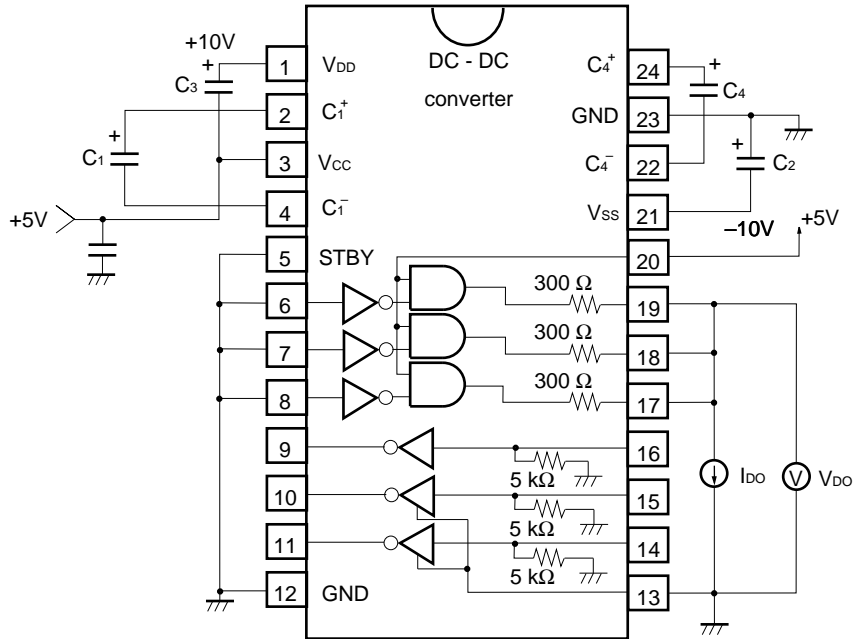 +10V
+
C3
1
VDD
DC - DC
converter
C4+
24
+
C4
2
C1+
GND
23
+
C1
3
VCC
C4−
22
+
C2
+5V
4
C1−
VSS
21
−10V
+5V
5
STBY
20
6
300 Ω
19
7
300 Ω
18
8
300 Ω
17
9
16
5 kΩ
IDO
V
VDO
10
15
5 kΩ
11
14
5 kΩ
12
GND
13